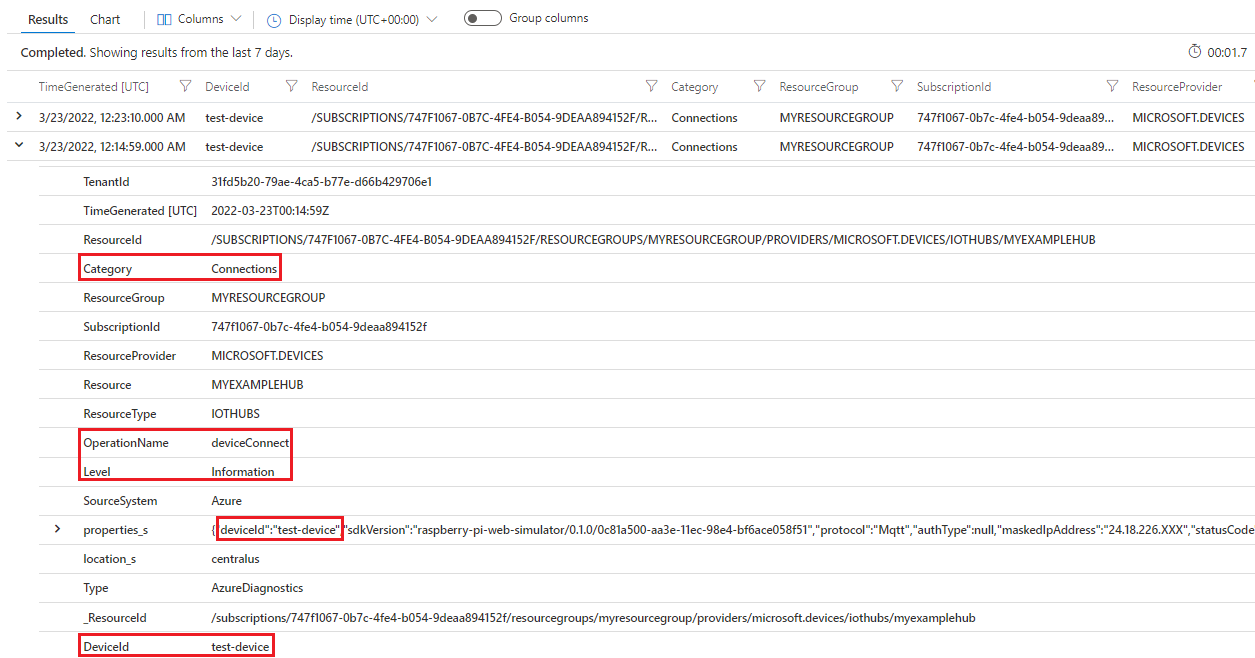 Results Chart Columns Display time (UTC+00:00) Group columns
Completed. Showing results from the last 7 days. 00:01.7
TimeGenerated [UTC] DeviceId ResourceId Category ResourceGroup SubscriptionId ResourceProvider
3/23/2022, 12:23:10.000 AM test-device /SUBSCRIPTIONS/747F1067-0B7C-4FE4-B054-9DEAA894152F/R... Connections MYRESOURCEGROUP 747f1067-0b7c-4fe4-b054-9deaa89... MICROSOFT.DEVICES
3/23/2022, 12:14:59.000 AM test-device /SUBSCRIPTIONS/747F1067-0B7C-4FE4-B054-9DEAA894152F/R... Connections MYRESOURCEGROUP 747f1067-0b7c-4fe4-b054-9deaa89... MICROSOFT.DEVICES
TenantId 31fd5b20-79ae-4ca5-b77e-d66b429706e1
TimeGenerated [UTC] 2022-03-23T00:14:59Z
ResourceId /SUBSCRIPTIONS/747F1067-0B7C-4FE4-B054-9DEAA894152F/RESOURCEGROUPS/MYRESOURCEGROUP/PROVIDERS/MICROSOFT.DEVICES/IOTHUBS/MYEXAMPLEHUB
Category Connections
ResourceGroup MYRESOURCEGROUP
SubscriptionId 747f1067-0b7c-4fe4-b054-9deaa894152f
ResourceProvider MICROSOFT.DEVICES
Resource MYEXAMPLEHUB
ResourceType IOTHUBS
OperationName deviceConnect
Level Information
SourceSystem Azure
properties_s {"deviceId":"test-device","sdkVersion":"raspberry-pi-web-simulator/0.1.0/0c81a500-aa3e-11ec-98e4-bf6ace058f51","protocol":"Mqtt","authType":null,"maskedIpAddress":"24.18.226.XXX","statusCode
location_s centralus
Type AzureDiagnostics
_ResourceId /subscriptions/747f1067-0b7c-4fe4-b054-9deaa894152f/resourcegroups/myresourcegroup/providers/microsoft.devices/iothubs/myexamplehub
DeviceId test-device